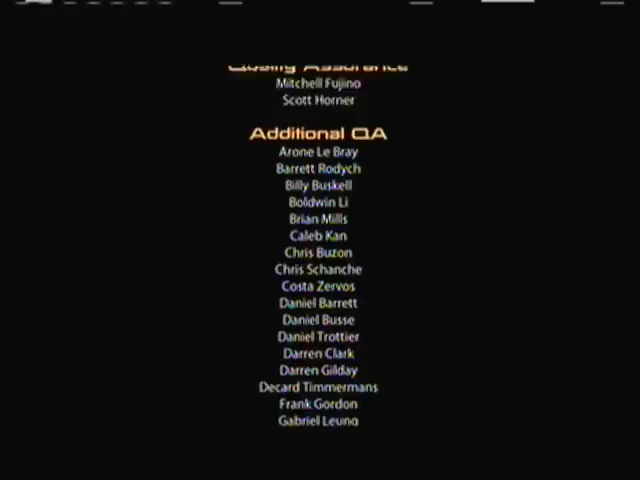 Quality Assurance
Mitchell Fujino
Scott Horner
Additional QA
Arone Le Bray
Barrett Rodych
Billy Buskell
Boldwin Li
Brian Mills
Caleb Kan
Chris Buzon
Chris Schanche
Costa Zervos
Daniel Barrett
Daniel Busse
Daniel Trottier
Darren Clark
Darren Gilday
Decard Timmermans
Frank Gordon
Gabriel Leung